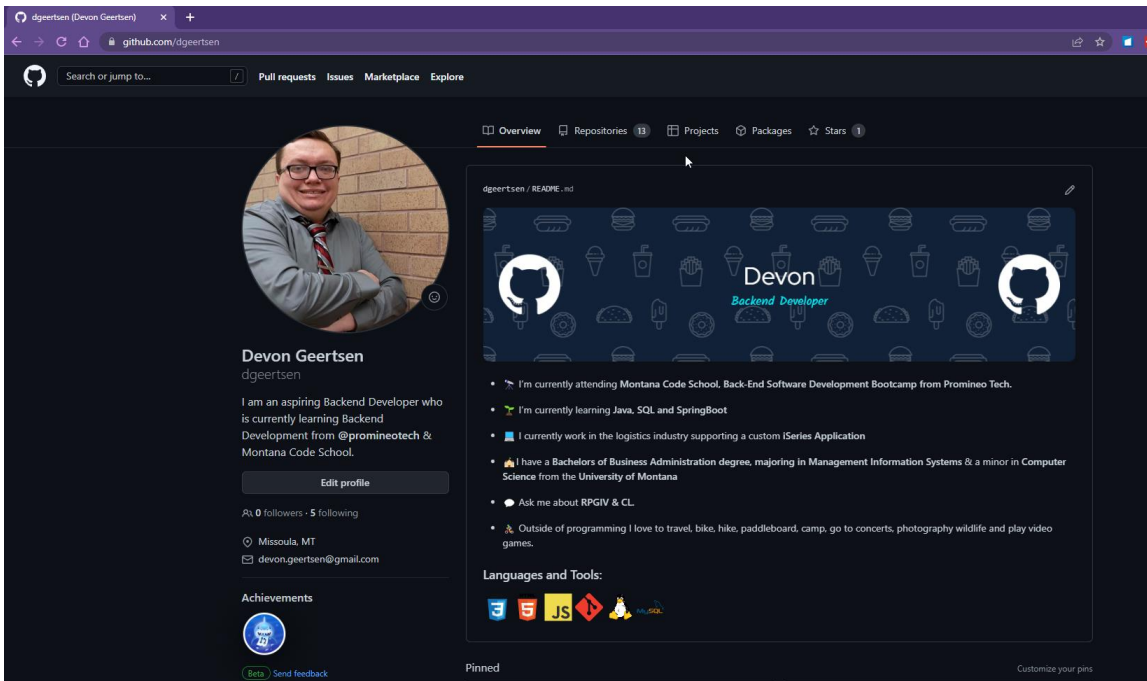 dgeertsen (Devon Geertsen)
github.com/dgeertsen
Search or jump to...
/
Pull requests Issues Marketplace Explore
Overview Repositories 13 Projects Packages Stars 1
dgeertsen / README.md
Devon
Backend Developer
Devon Geertsen
dgeertsen
I am an aspiring Backend Developer who
is currently learning Backend
Development from @promineotech &
Montana Code School.
Edit profile
0 followers · 5 following
Missoula, MT
devon.geertsen@gmail.com
Achievements
Beta Send feedback
• I'm currently attending Montana Code School, Back-End Software Development Bootcamp from Promineo Tech.
• I'm currently learning Java, SQL and SpringBoot
• I currently work in the logistics industry supporting a custom iSeries Application
• I have a Bachelors of Business Administration degree, majoring in Management Information Systems & a minor in Computer
Science from the University of Montana
• Ask me about RPGIV & CL.
• Outside of programming I love to travel, bike, hike, paddleboard, camp, go to concerts, photography wildlife and play video
games.
Languages and Tools:
3 5 JS MySQL
Pinned
Customize your pins